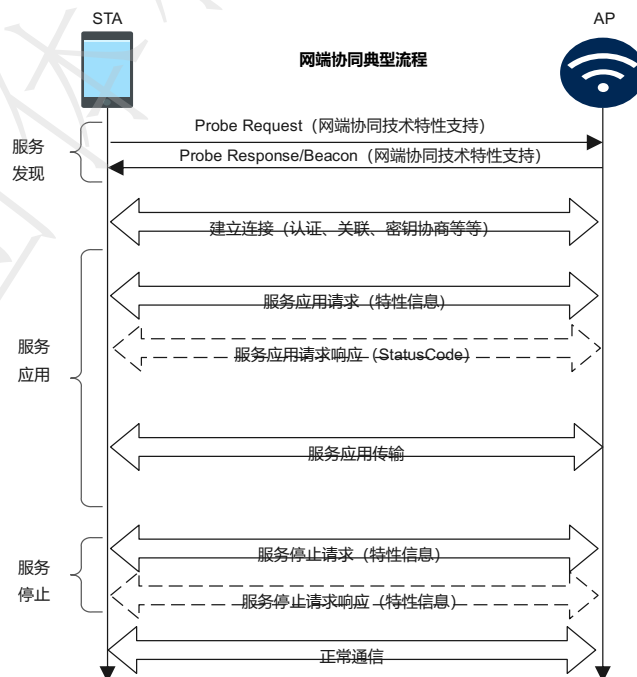 STA
AP
网端协同典型流程
Probe Request（网端协同技术特性支持）
服务
发现
Probe Response/Beacon（网端协同技术特性支持）
建立连接（认证、关联、密钥协商等等）
服务应用请求（特性信息）
服务
应用
服务应用请求响应（StatusCode）
服务应用传输
服务停止请求（特性信息）
服务
停止
服务停止请求响应（特性信息）
正常通信